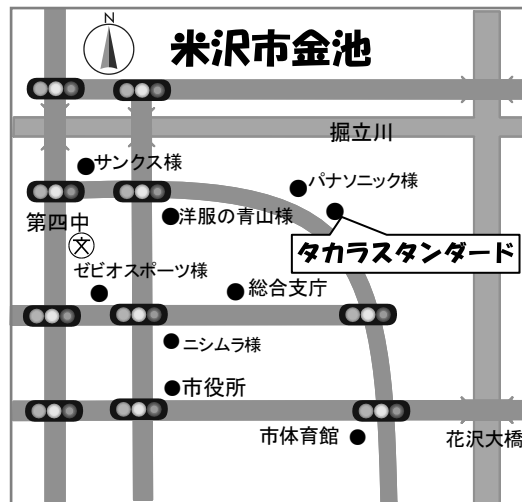 N
米沢市金池
掘立川
サンクス様
パナソニック様
第四中
洋服の青山様
文
タカラスタンダード
ゼビオスポーツ様
総合支庁
ニシムラ様
市役所
市体育館
花沢大橋